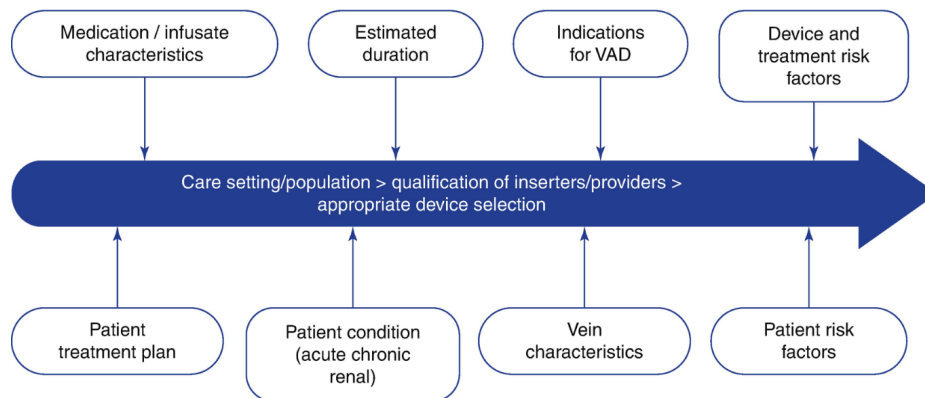 Medication / infusate
characteristics
Estimated
duration
Indications
for VAD
Device and
treatment risk
factors
Care setting/population > qualification of inserters/providers >
appropriate device selection
Patient
treatment plan
Patient condition
(acute chronic
renal)
Vein
characteristics
Patient risk
factors